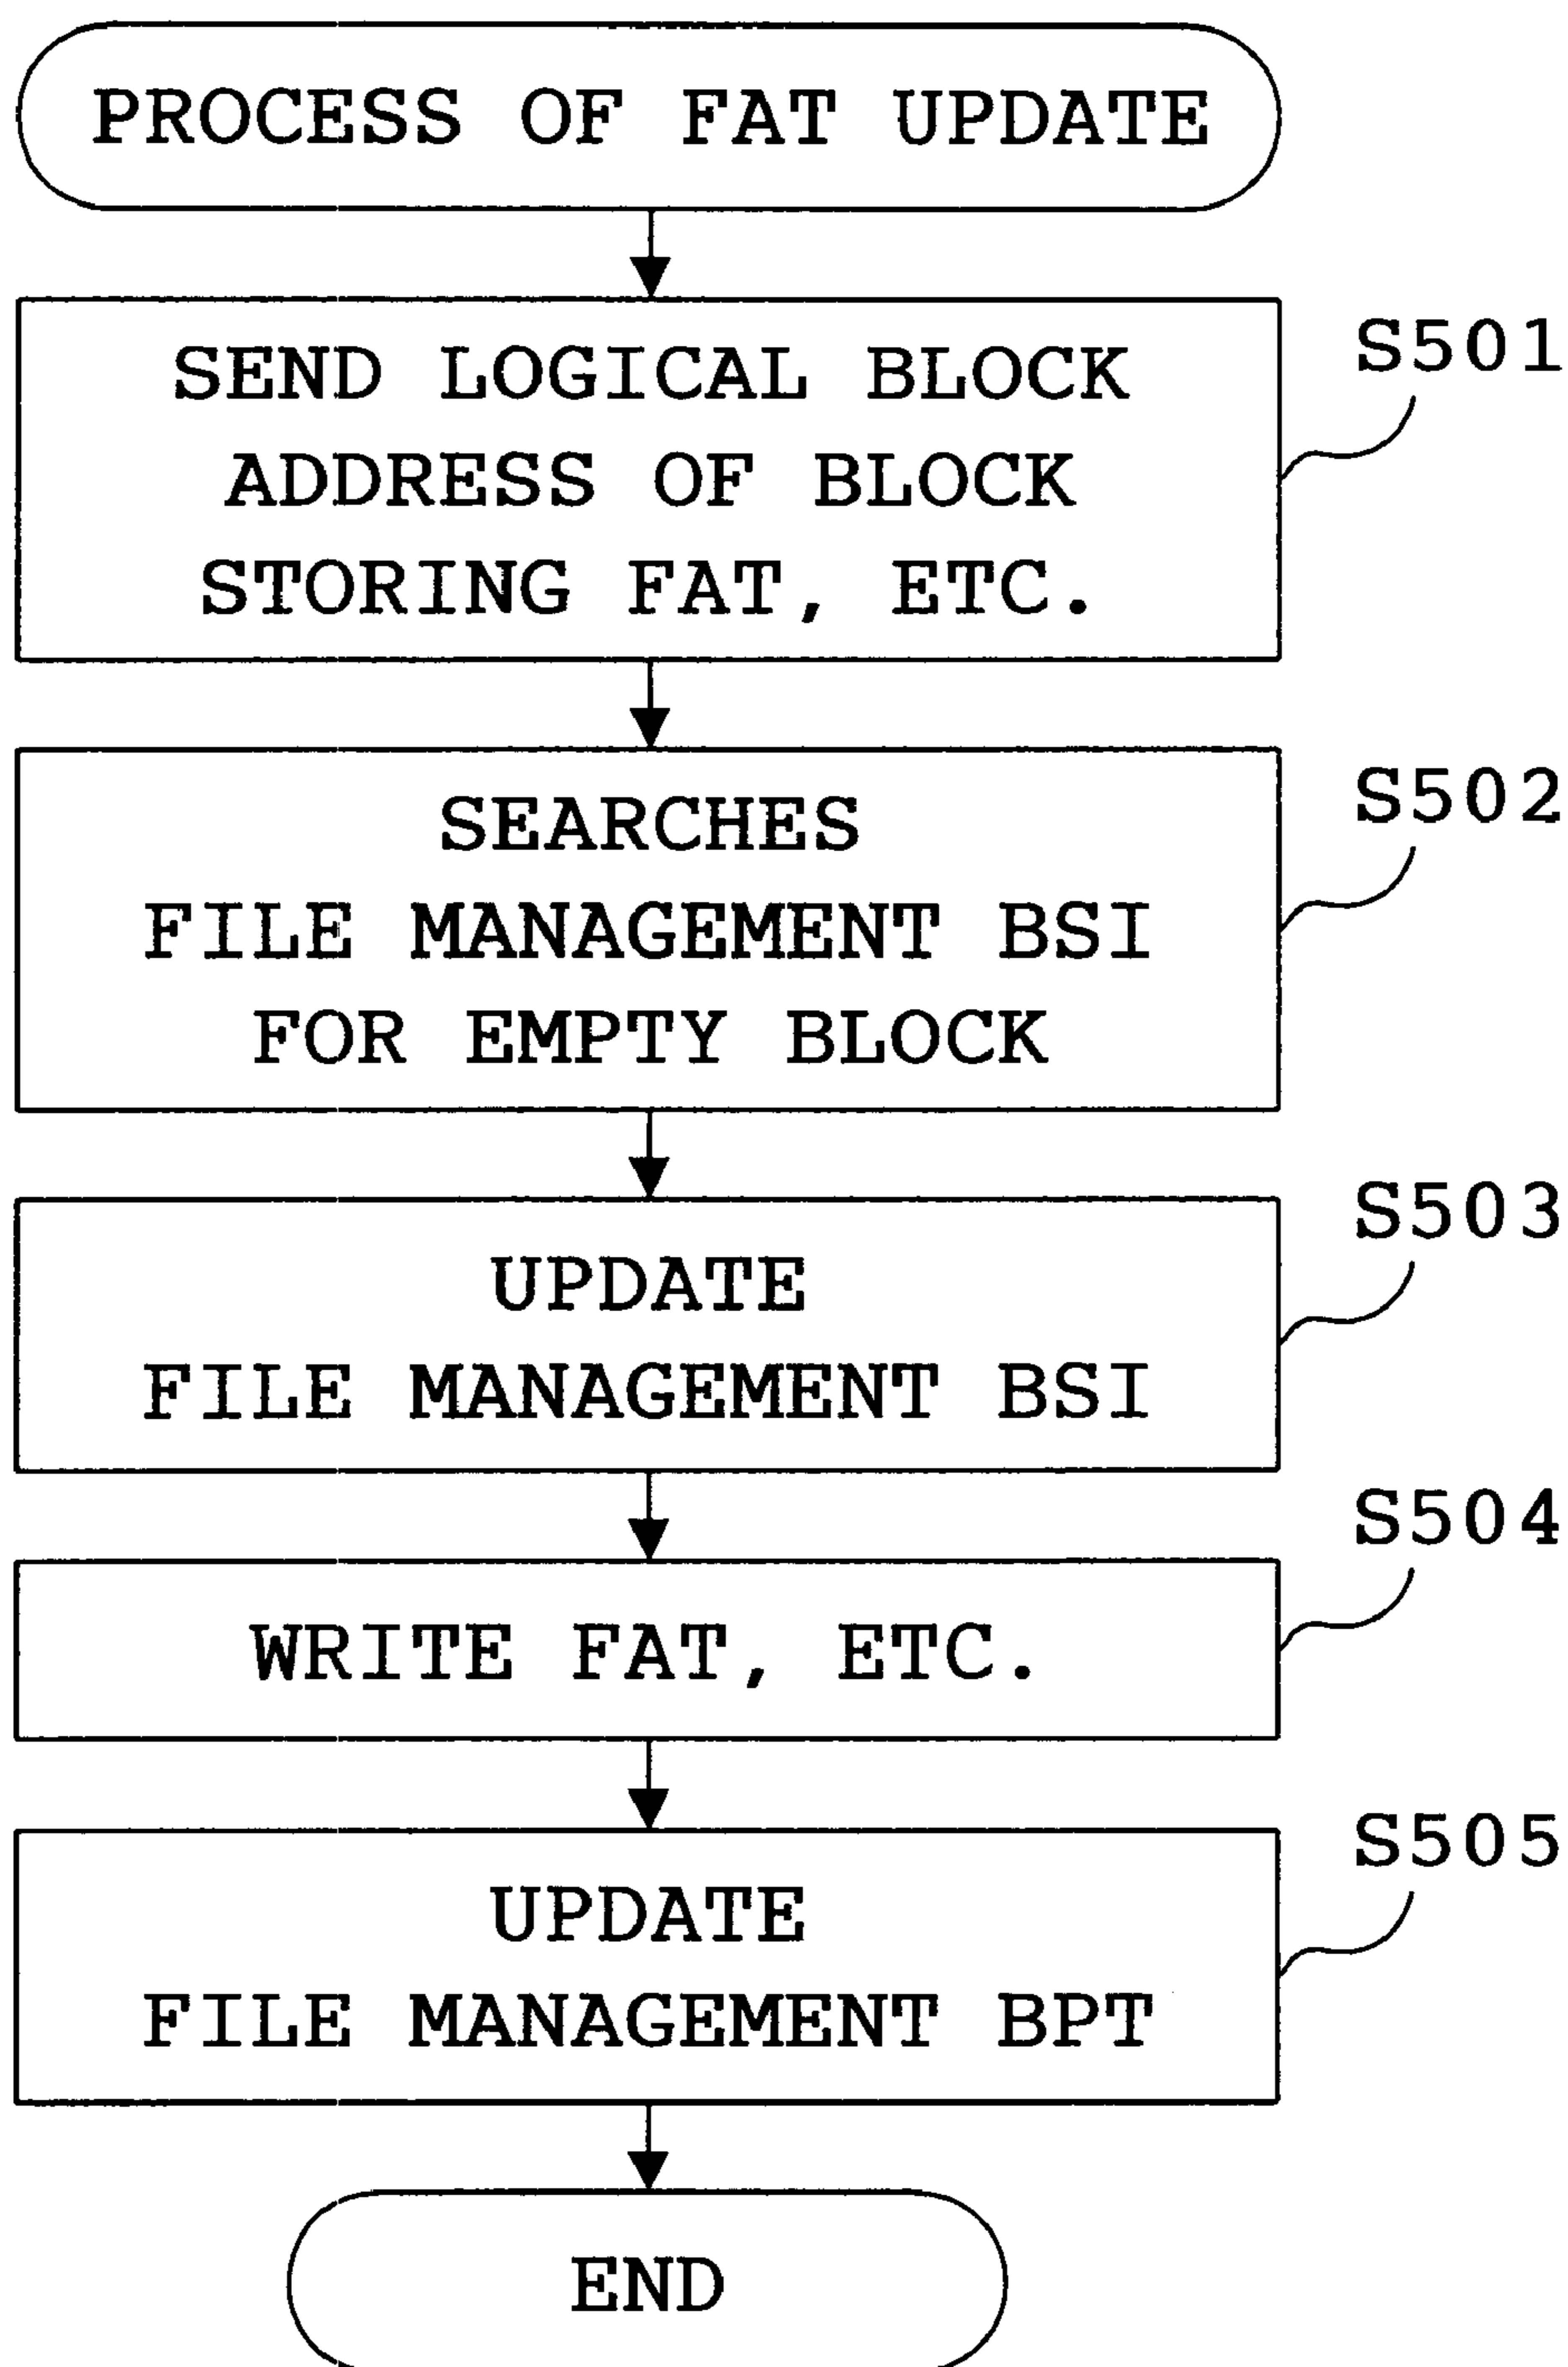 PROCESS OF FAT UPDATE
SEND LOGICAL BLOCK
ADDRESS OF BLOCK
STORING FAT, ETC.
S501
SEARCHES
FILE MANAGEMENT BSI
FOR EMPTY BLOCK
S502
UPDATE
FILE MANAGEMENT BSI
S503
WRITE FAT, ETC.
S504
UPDATE
FILE MANAGEMENT BPT
S505
END